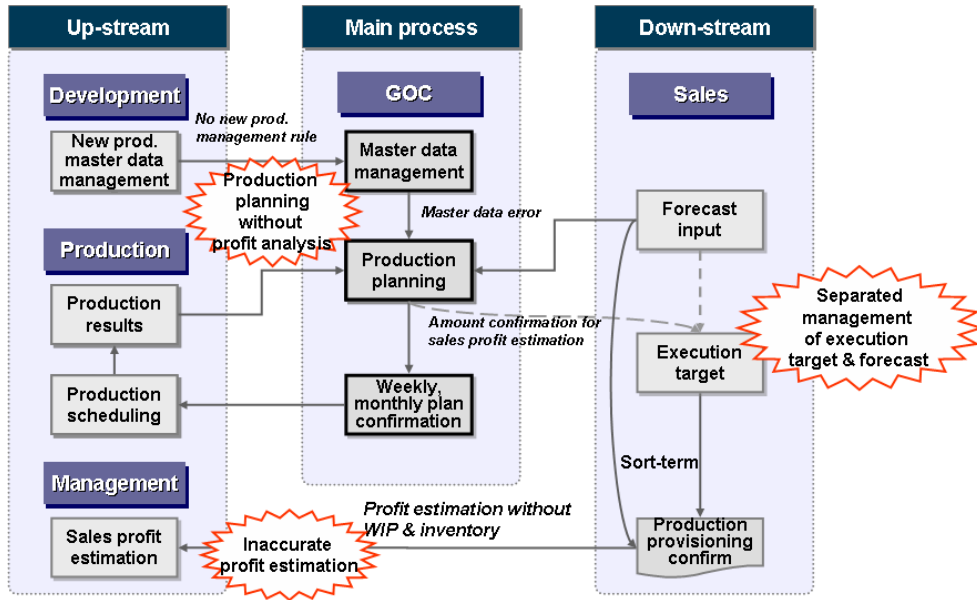 Up-stream
Main process
Down-stream
Development
GOC
Sales
New prod.
master data
management
No new prod.
management rule
Master data
management
Production
planning
without
profit analysis
Master data error
Forecast
input
Production
Production
planning
Production
results
Amount confirmation for
sales profit estimation
Separated
management
of execution
target & forecast
Execution
target
Production
scheduling
Weekly,
monthly plan
confirmation
Sort-term
Management
Sales profit
estimation
Inaccurate
profit estimation
Profit estimation without
WIP & inventory
Production
provisioning
confirm